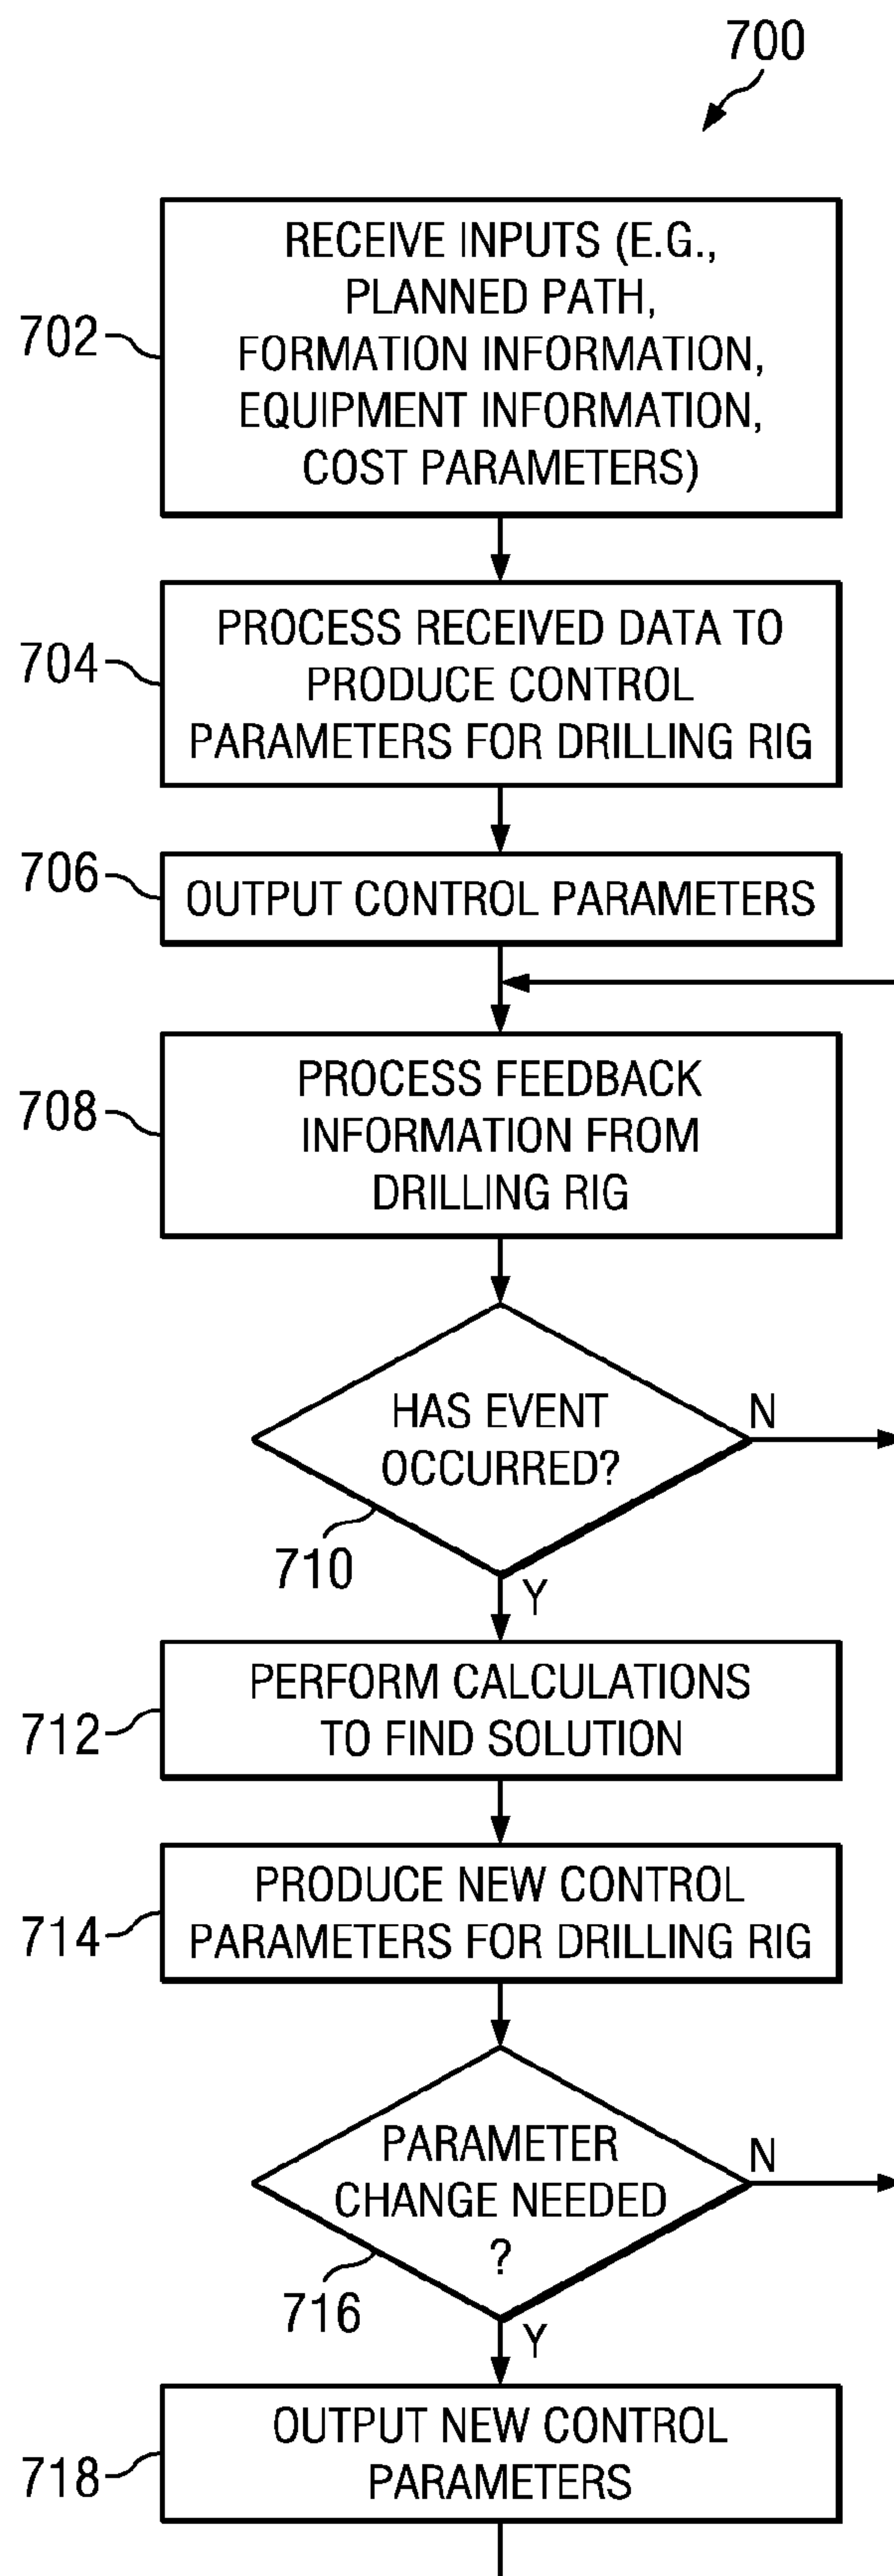 700
702
RECEIVE INPUTS (E.G.,
PLANNED PATH,
FORMATION INFORMATION,
EQUIPMENT INFORMATION,
COST PARAMETERS)
704
PROCESS RECEIVED DATA TO
PRODUCE CONTROL
PARAMETERS FOR DRILLING RIG
706
OUTPUT CONTROL PARAMETERS
708
PROCESS FEEDBACK
INFORMATION FROM
DRILLING RIG
HAS EVENT
OCCURRED?
N
710
Y
712
PERFORM CALCULATIONS
TO FIND SOLUTION
714
PRODUCE NEW CONTROL
PARAMETERS FOR DRILLING RIG
PARAMETER
CHANGE NEEDED
?
N
716
Y
718
OUTPUT NEW CONTROL
PARAMETERS